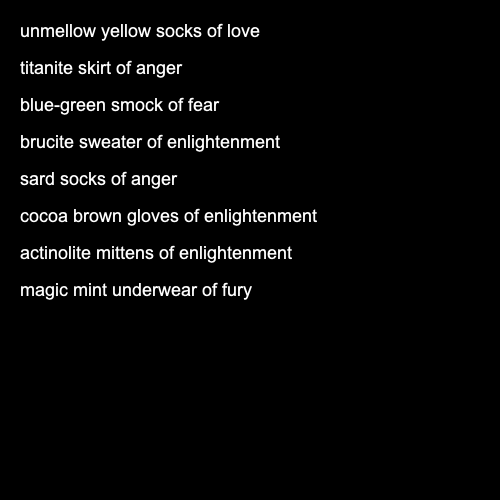 unmellow yellow socks of love
titanite skirt of anger
blue-green smock of fear
brucite sweater of enlightenment
sard socks of anger
cocoa brown gloves of enlightenment
actinolite mittens of enlightenment
magic mint underwear of fury